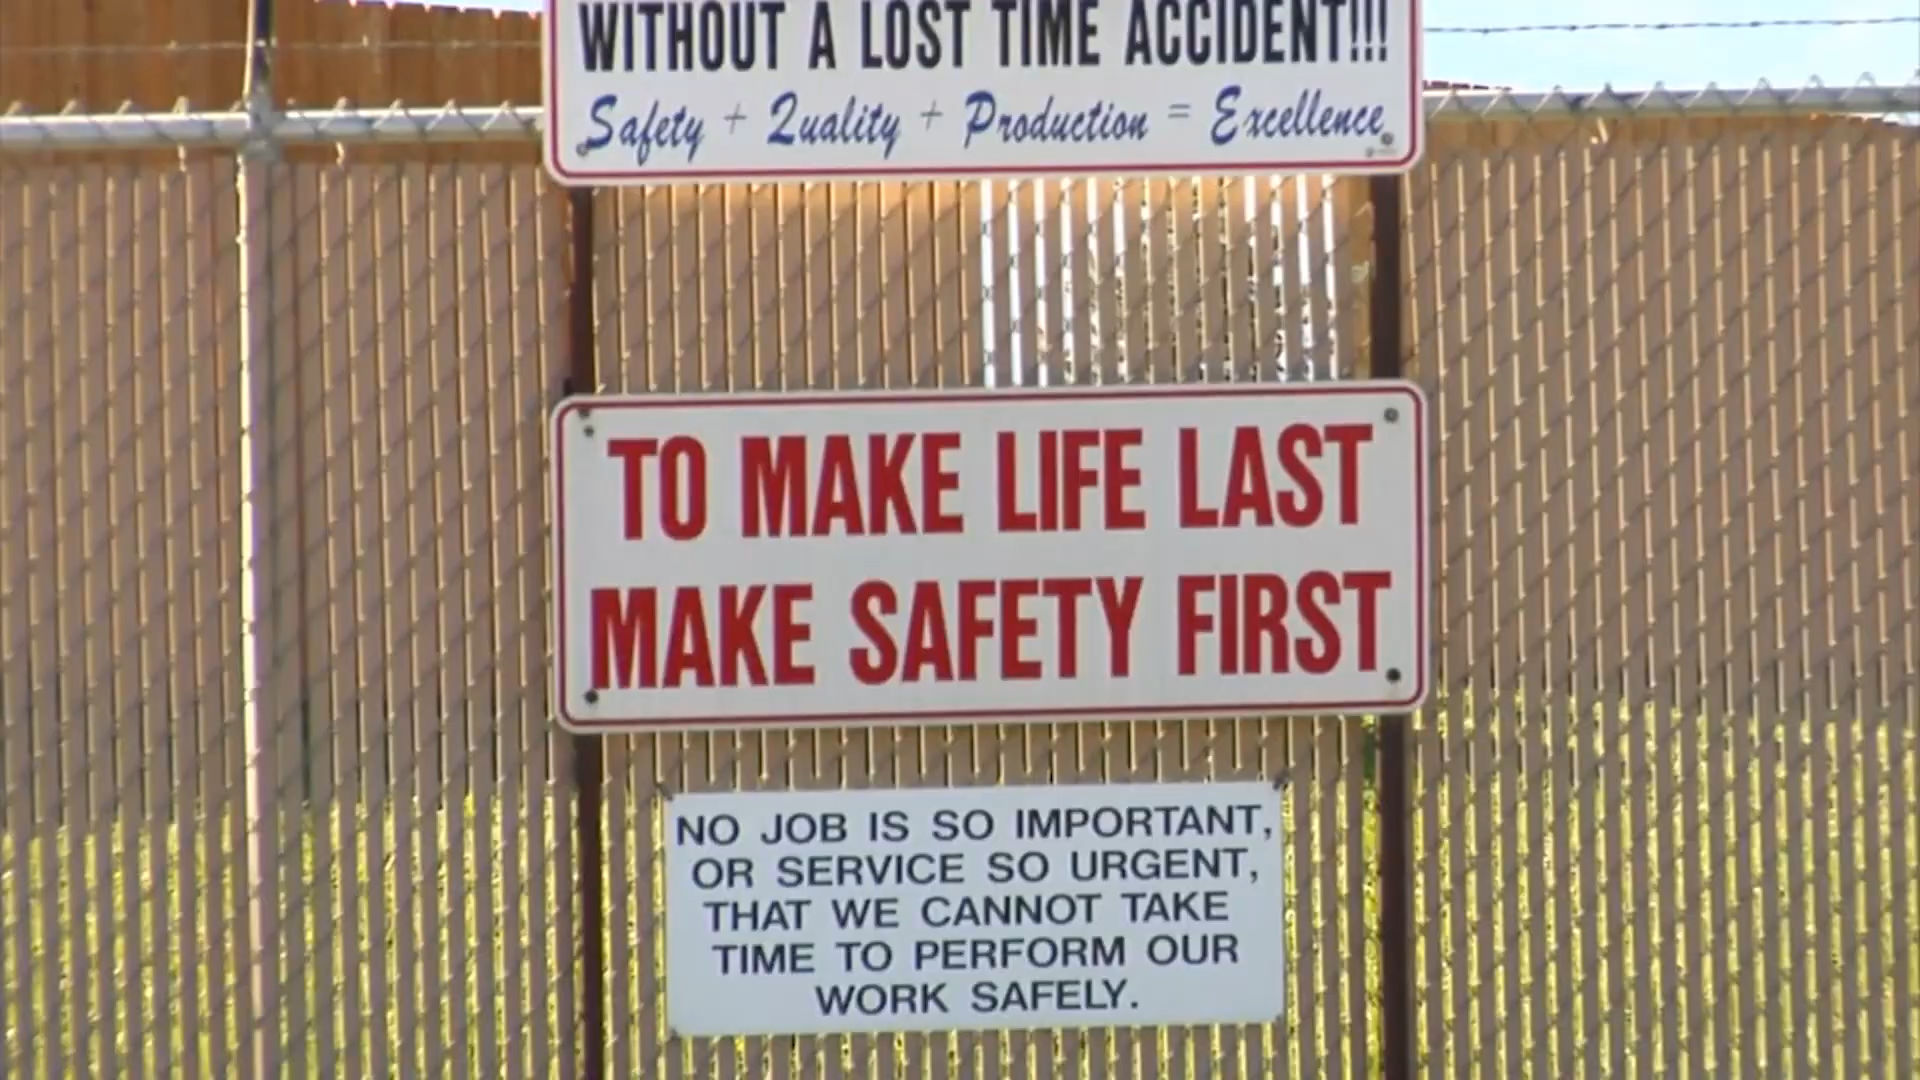 WITHOUT A LOST TIME ACCIDENT!!!
Safety + Quality + Production = Excellence
TO MAKE LIFE LAST
MAKE SAFETY FIRST
NO JOB IS SO IMPORTANT,
OR SERVICE SO URGENT,
THAT WE CANNOT TAKE
TIME TO PERFORM OUR
WORK SAFELY.